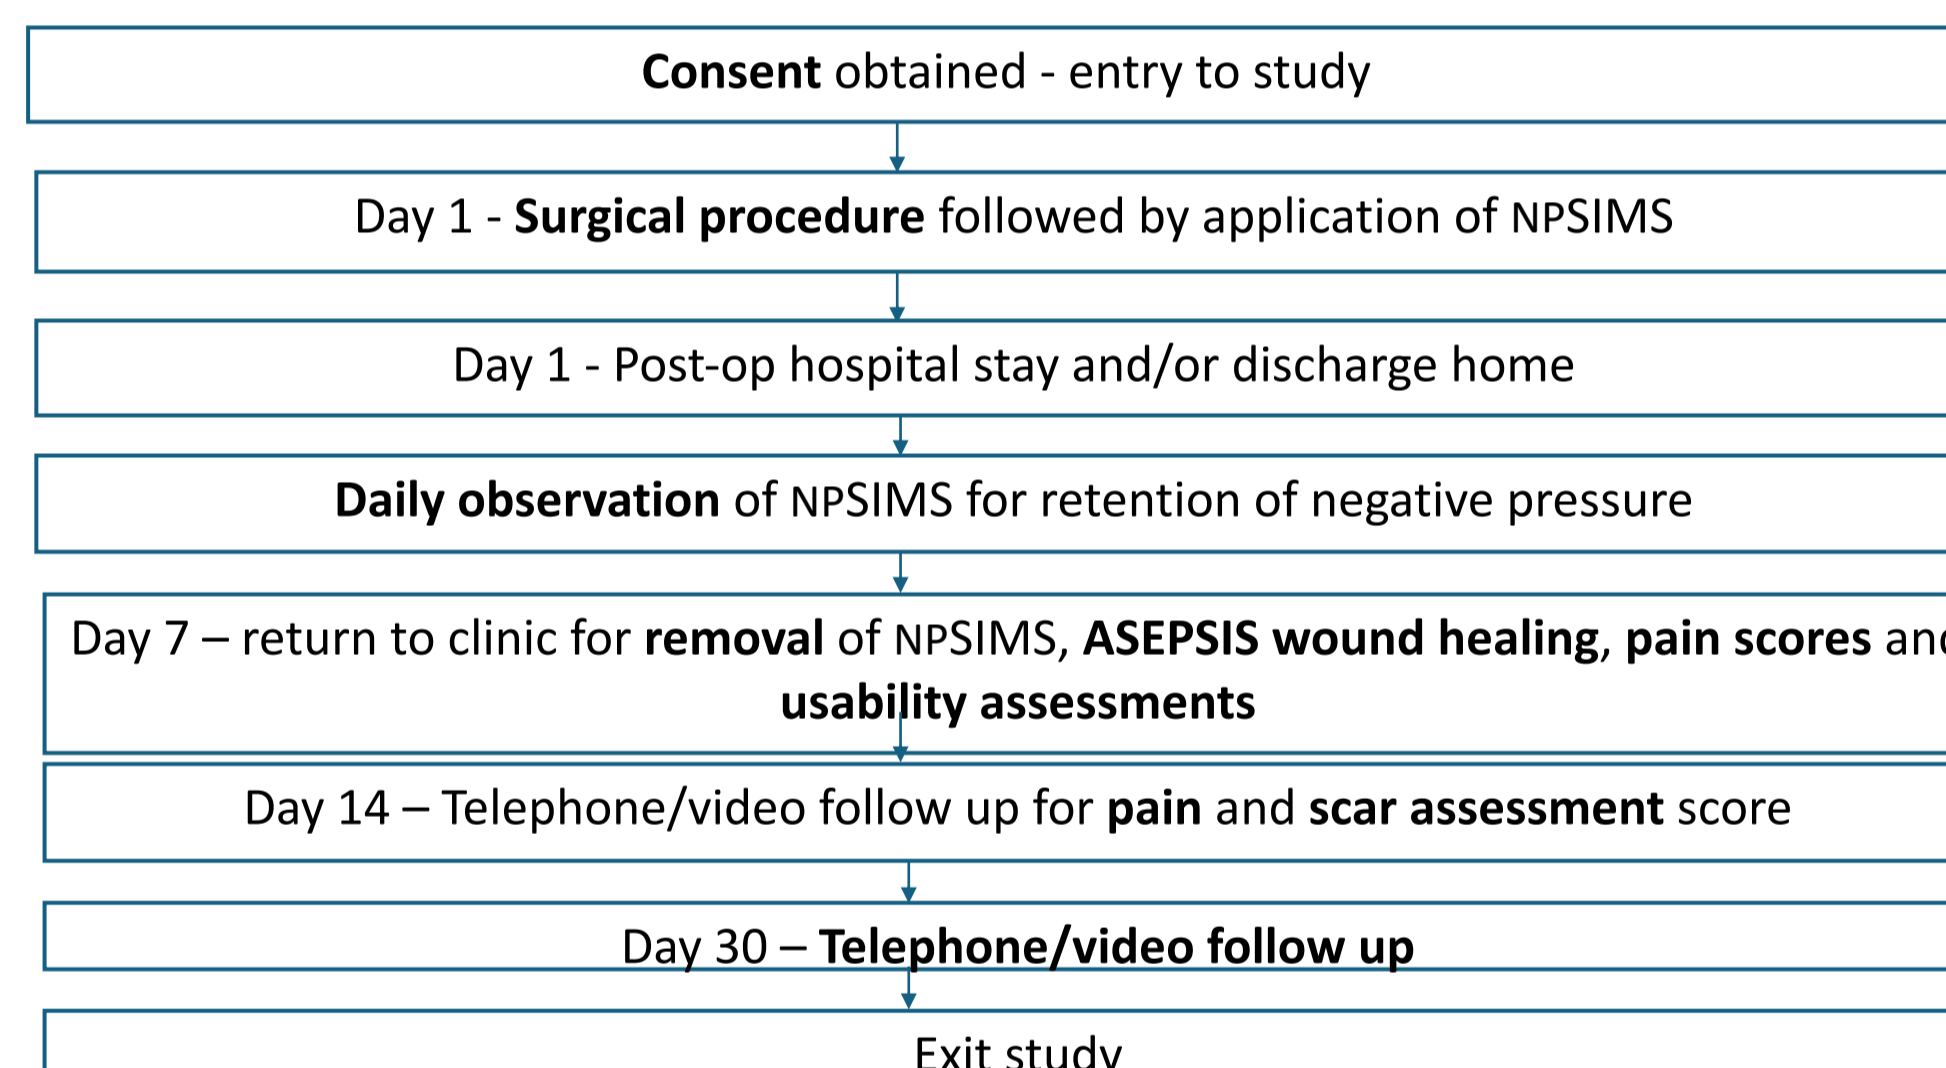 Consent obtained - entry to study
Day 1 - Surgical procedure followed by application of NPSIMS
Day 1 - Post-op hospital stay and/or discharge home
Daily observation of NPSIMS for retention of negative pressure
Day 7 – return to clinic for removal of NPSIMS, ASEPSIS wound healing, pain scores and
usability assessments
Day 14 – Telephone/video follow up for pain and scar assessment score
Day 30 – Telephone/video follow up
Exit study